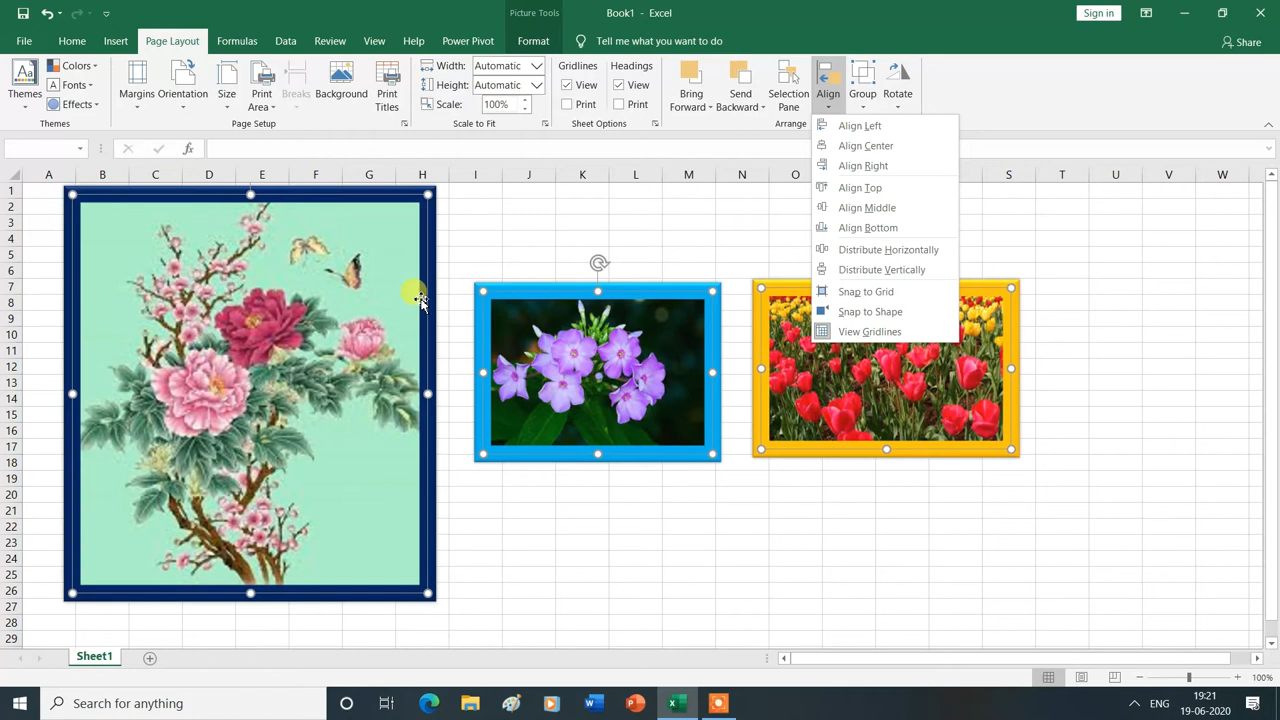 Picture Tools
Book1 - Excel
Sign in
File Home Insert Page Layout Formulas Data Review View Help Power Pivot Format Tell me what you want to do Share
Themes
Colors
Fonts
Effects
Margins Orientation Size Print Area Breaks Background Print Titles
Width: Automatic
Height: Automatic
Scale: 100%
Gridlines Headings
View View
Print Print
Bring Forward Send Backward Selection Pane Align Group Rotate
Themes Page Setup Scale to Fit Sheet Options Arrange
Align Left
Align Center
Align Right
Align Top
Align Middle
Align Bottom
Distribute Horizontally
Distribute Vertically
Snap to Grid
Snap to Shape
View Gridlines
fx
A B C D E F G H I J K L M N O S T U V W
1
2
3
4
5
6
7
8
9
10
11
12
13
14
15
16
17
18
19
20
21
22
23
24
25
26
27
28
29
Sheet1
100%
Search for anything
ENG
19:21
19-06-2020